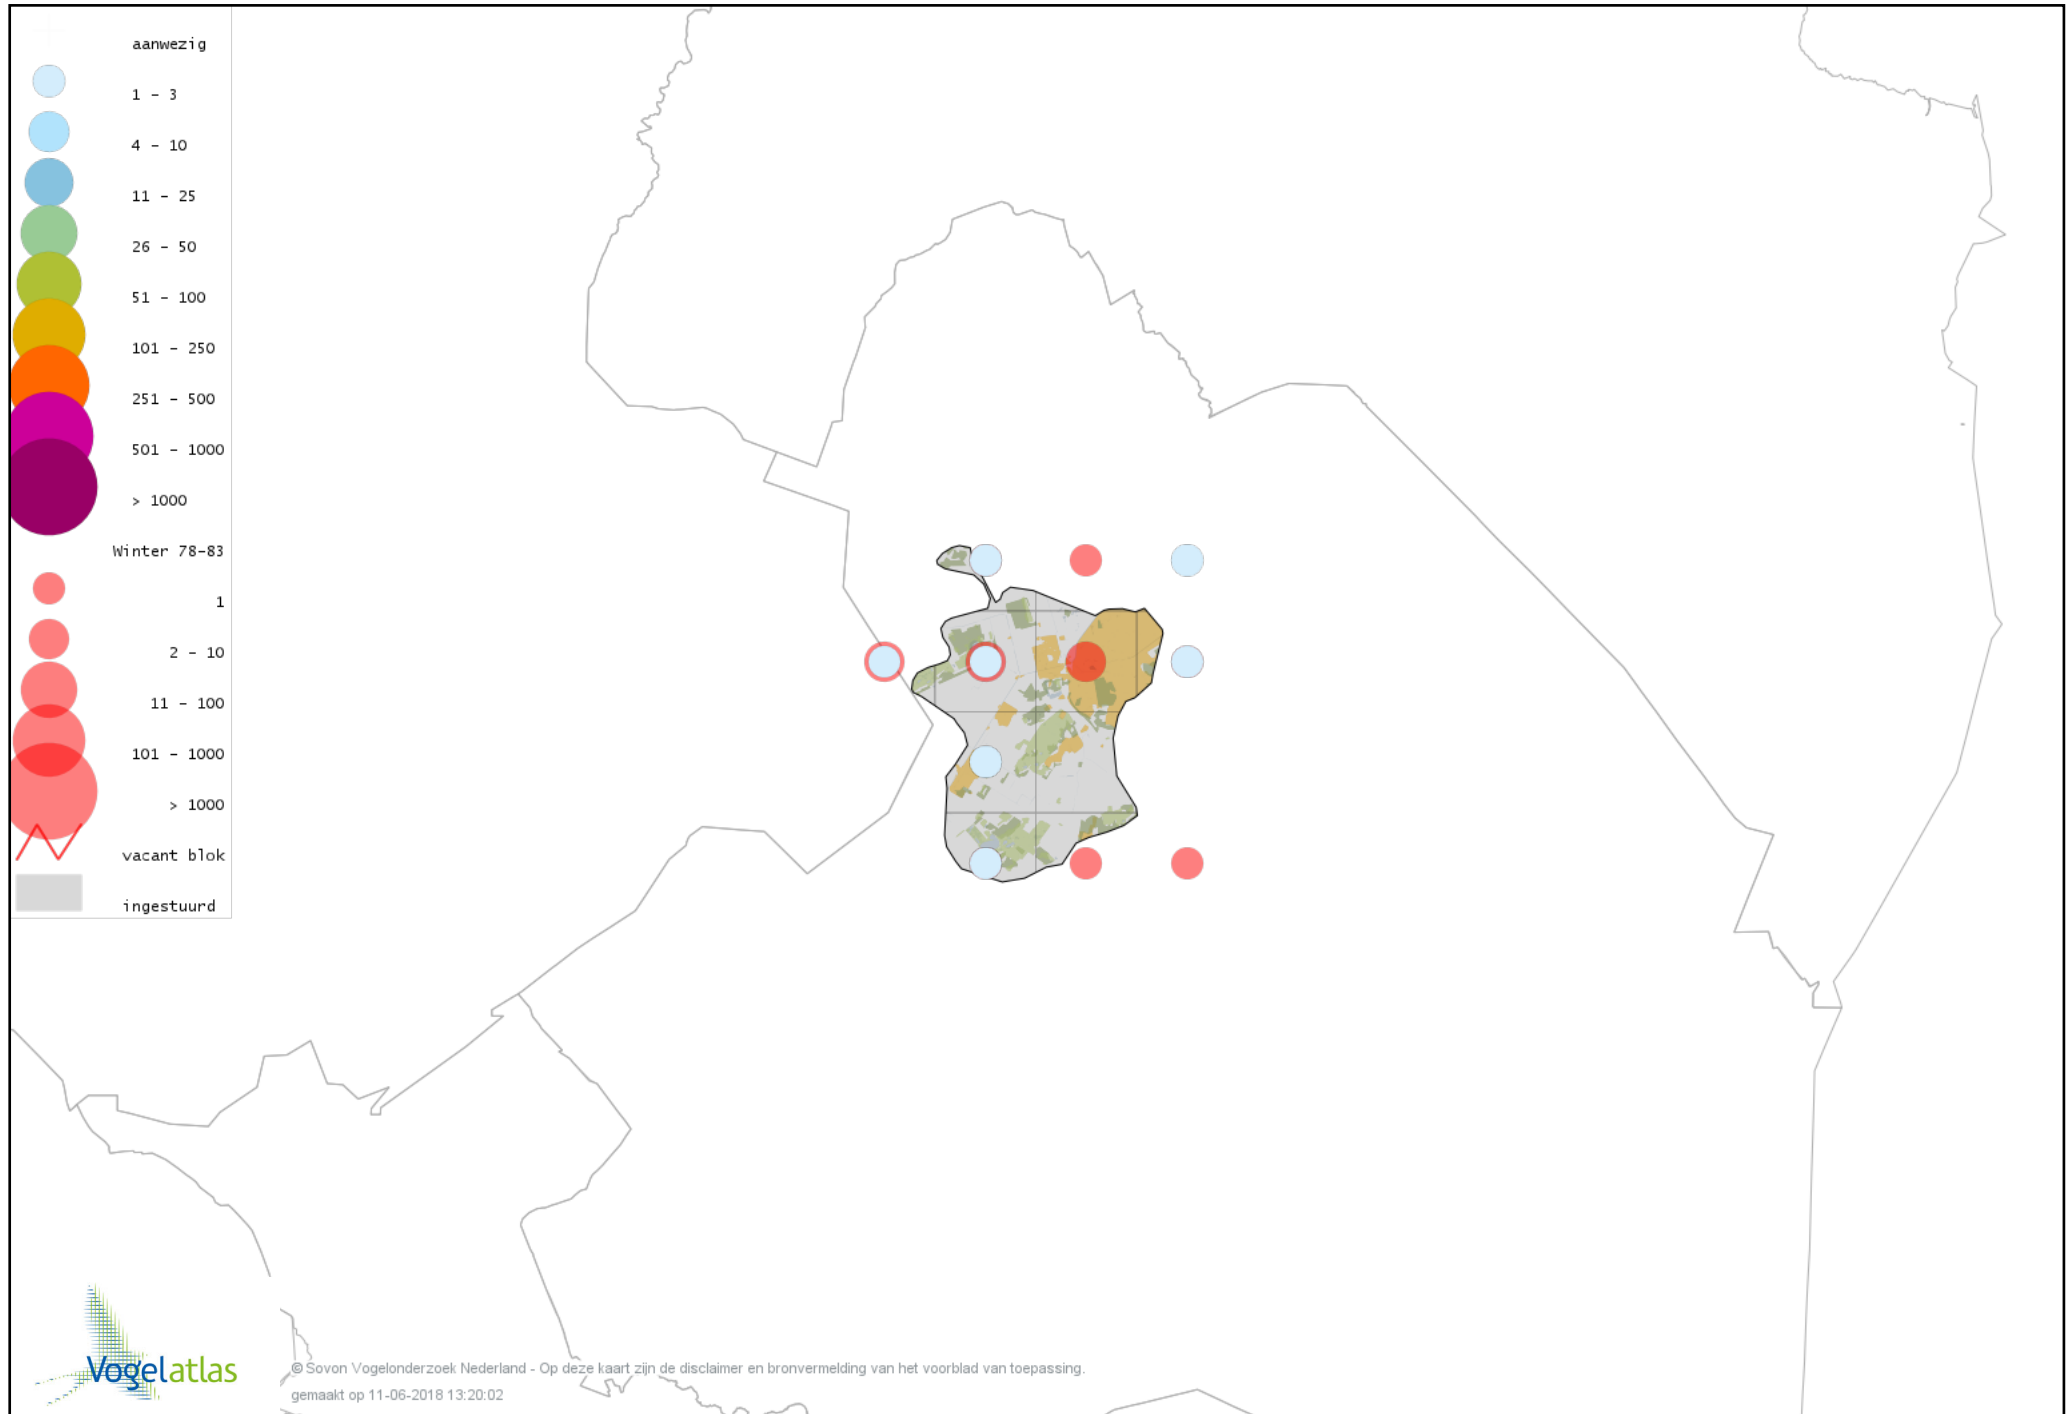 aanwezig
1 – 3
4 – 10
11 – 25
26 – 50
51 – 100
101 – 250
251 – 500
501 – 1000
> 1000
Winter 78-83
1
2 – 10
11 – 100
101 – 1000
> 1000
vacant blok
ingestuurd
Vogelatlas
© Sovon Vogelonderzoek Nederland - Op deze kaart zijn de disclaimer en bronvermelding van het voorblad van toepassing.
gemaakt op 11-06-2018 13:20:02